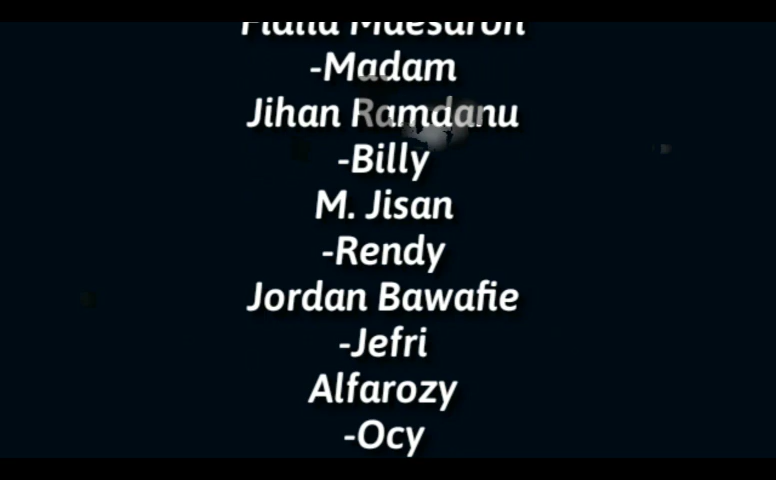 -Madam
Jihan Ramdanu
-Billy
M. Jisan
-Rendy
Jordan Bawafie
-Jefri
Alfarozy
-Ocy